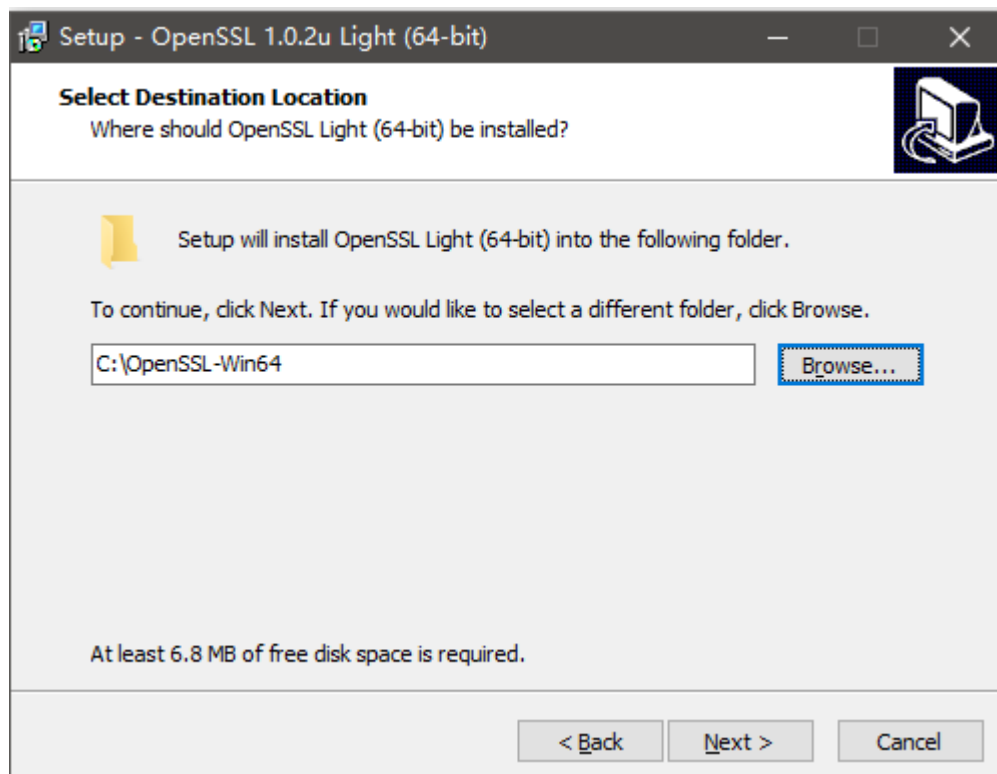 Setup - OpenSSL 1.0.2u Light (64-bit)
Select Destination Location
Where should OpenSSL Light (64-bit) be installed?
Setup will install OpenSSL Light (64-bit) into the following folder.
To continue, click Next. If you would like to select a different folder, click Browse.
C:\OpenSSL-Win64
Browse...
At least 6.8 MB of free disk space is required.
< Back
Next >
Cancel